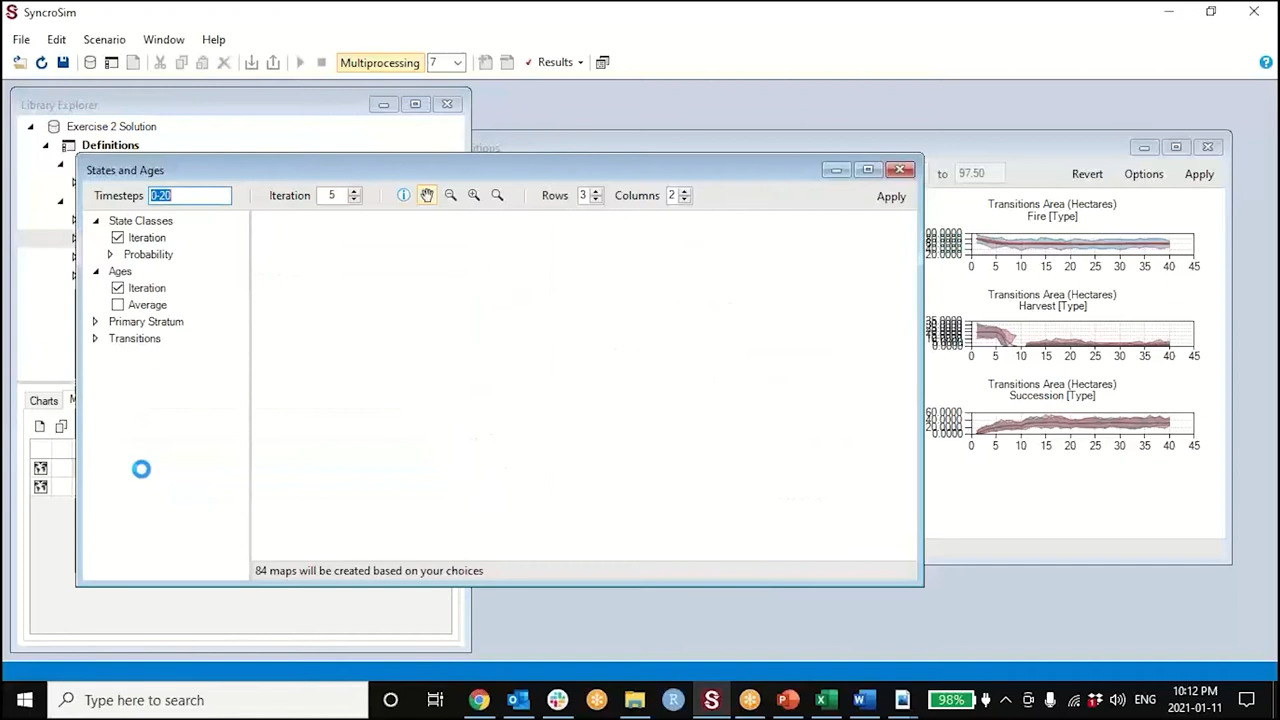 SyncroSim
File Edit Scenario Window Help
Multiprocessing 7 Results
Library Explorer
Exercise 2 Solution
Definitions
to 97.50 Revert Options Apply
States and Ages
Timesteps 0-20 Iteration 5 Rows 3 Columns 2 Apply
State Classes
Iteration
Probability
Ages
Iteration
Average
Primary Stratum
Transitions
84 maps will be created based on your choices
Charts
Transitions Area (Hectares)
Fire [Type]
0 5 10 15 20 25 30 35 40 45
Transitions Area (Hectares)
Harvest [Type]
0 5 10 15 20 25 30 35 40 45
Transitions Area (Hectares)
Succession [Type]
60.0000
40.0000
20.0000
0.0000
0 5 10 15 20 25 30 35 40 45
Type here to search
98%
ENG
10:12 PM
2021-01-11